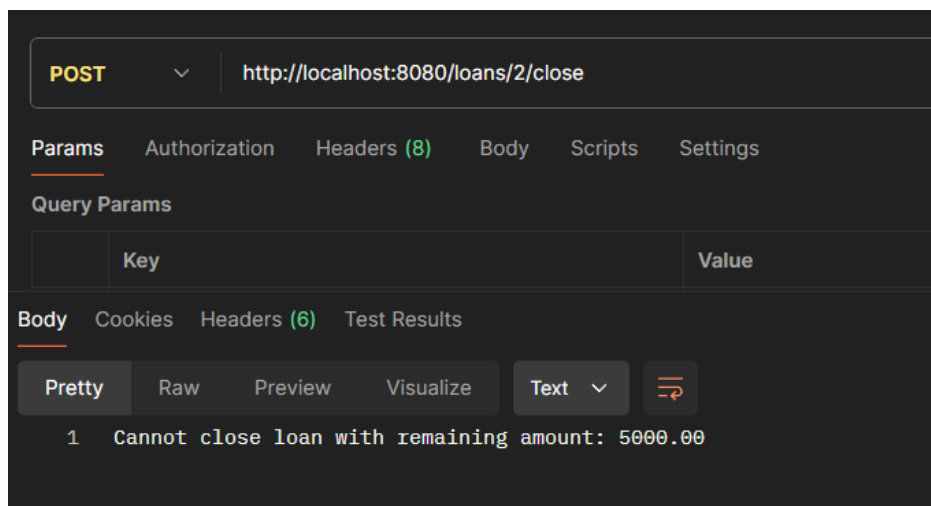 POST http://localhost:8080/loans/2/close
Params Authorization Headers (8) Body Scripts Settings
Query Params
Key Value
Body Cookies Headers (6) Test Results
Pretty Raw Preview Visualize Text
1 Cannot close loan with remaining amount: 5000.00